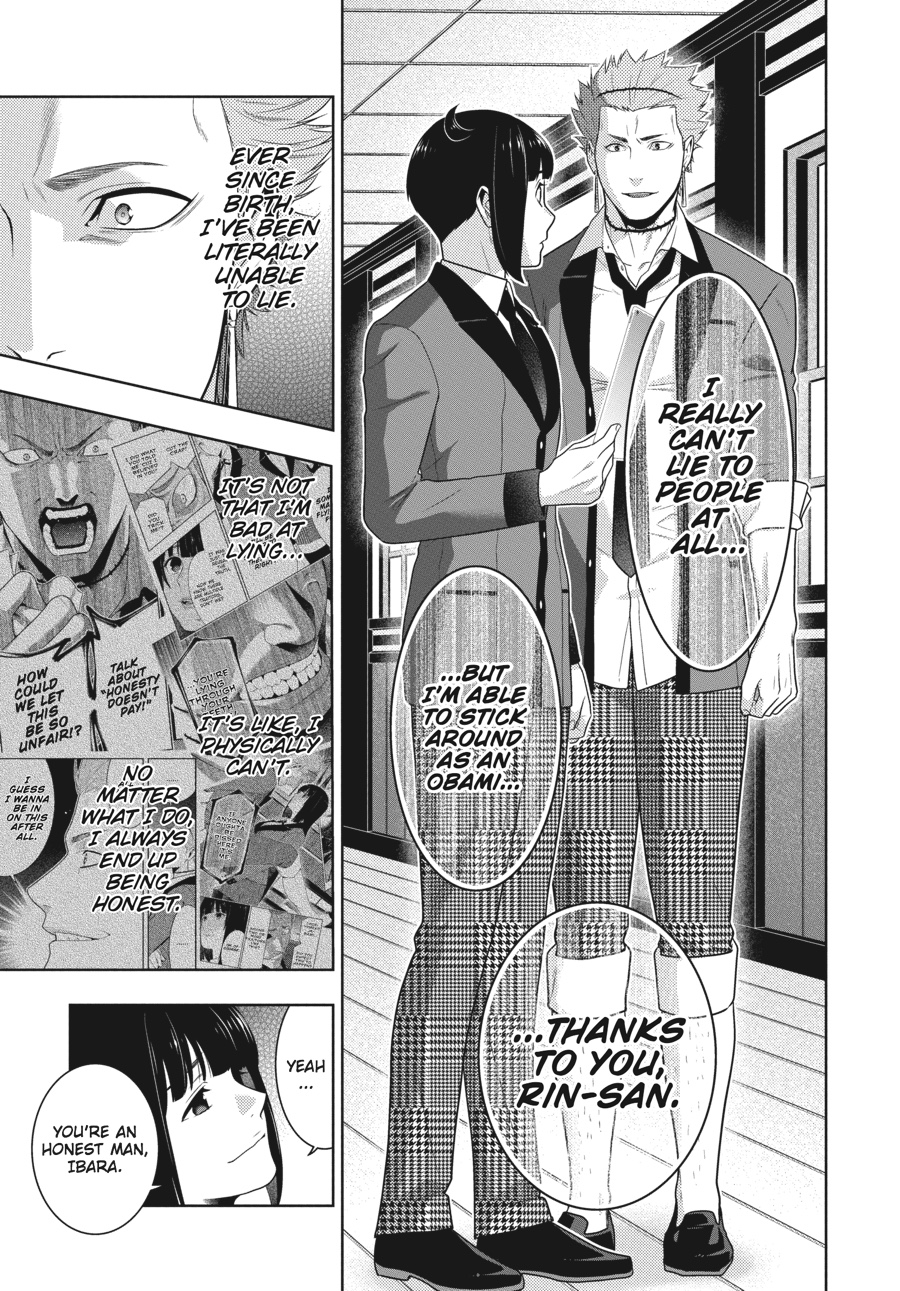 I
REALLY
CAN'T
LIE TO
PEOPLE
AT
ALL...
...BUT
I'M ABLE
TO STICK
AROUND
AS AN
OBAMI...
...THANKS
TO YOU,
RIN-SAN.
EVER
SINCE
BIRTH,
I'VE BEEN
LITERALLY
UNABLE
TO LIE.
IT'S NOT
THAT I'M
BAD AT
LYING...
I DID WHAT
YOU TOLD
TALK
ABOUT
"HONESTY
DOESN'T
PAY!"
HOW
COULD
WE LET
THIS
BE SO
UNFAIR!?
YOU'RE
LYING
THROUGH
YOUR
TEETH
IT'S LIKE, I
PHYSICALLY
CAN'T.
NO
MATTER
WHAT I DO,
I ALWAYS
END UP
BEING
HONEST.
I
GUESS
I WANNA
BE IN
ON THIS
AFTER
ALL.
YEAH
...
YOU'RE AN
HONEST MAN,
IBARA.